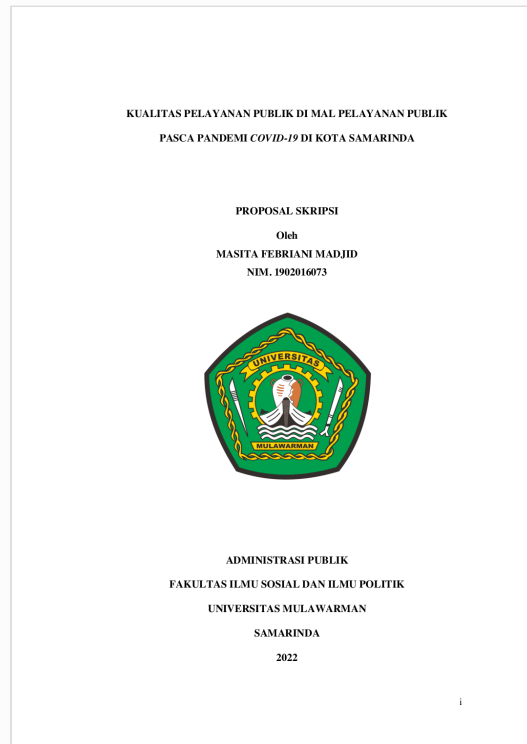 KUALITAS PELAYANAN PUBLIK DI MAL PELAYANAN PUBLIK
PASCA PANDEMI COVID-19 DI KOTA SAMARINDA
PROPOSAL SKRIPSI
Oleh
MASITA FEBRIANI MADJID
NIM. 1902016073
UNIVERSITAS
MULAWARMAN
ADMINISTRASI PUBLIK
FAKULTAS ILMU SOSIAL DAN ILMU POLITIK
UNIVERSITAS MULAWARMAN
SAMARINDA
2022
i